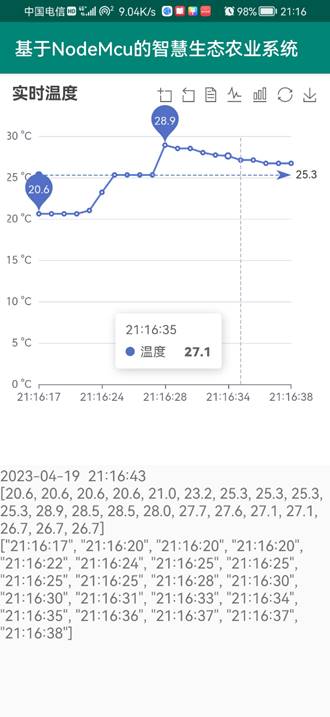 中国电信 HD 4G 2 9.04K/s 98% 21:16
基于NodeMcu的智慧生态农业系统
实时温度
28.9
30 °C
25 °C
25.3
20.6
20 °C
15 °C
10 °C
21:16:35
温度 27.1
5 °C
0 °C
21:16:17 21:16:24 21:16:28 21:16:34 21:16:38
2023-04-19 21:16:43
[20.6, 20.6, 20.6, 20.6, 21.0, 23.2, 25.3, 25.3, 25.3,
25.3, 28.9, 28.5, 28.5, 28.0, 27.7, 27.6, 27.1, 27.1,
26.7, 26.7, 26.7]
["21:16:17", "21:16:20", "21:16:20", "21:16:20",
"21:16:22", "21:16:24", "21:16:25", "21:16:25",
"21:16:25", "21:16:25", "21:16:28", "21:16:30",
"21:16:30", "21:16:31", "21:16:33", "21:16:34",
"21:16:35", "21:16:36", "21:16:37", "21:16:37",
"21:16:38"]